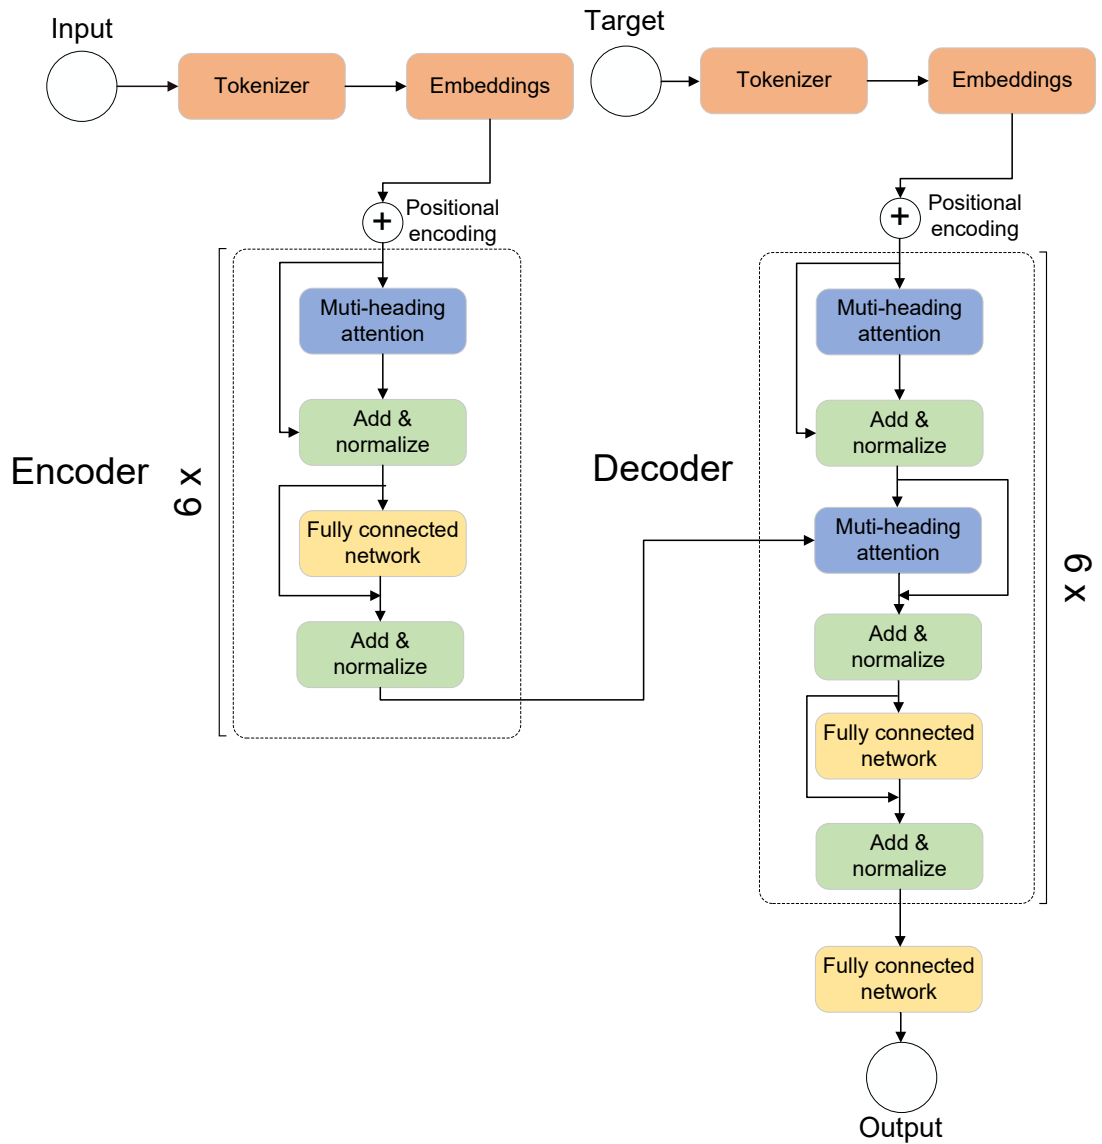 Input
Tokenizer
Embeddings
Positional
encoding
Encoder
6 x
Muti-heading
attention
Add &
normalize
Fully connected
network
Add &
normalize
Target
Tokenizer
Embeddings
Positional
encoding
Decoder
6 x
Muti-heading
attention
Add &
normalize
Muti-heading
attention
Add &
normalize
Fully connected
network
Add &
normalize
Fully connected
network
Output